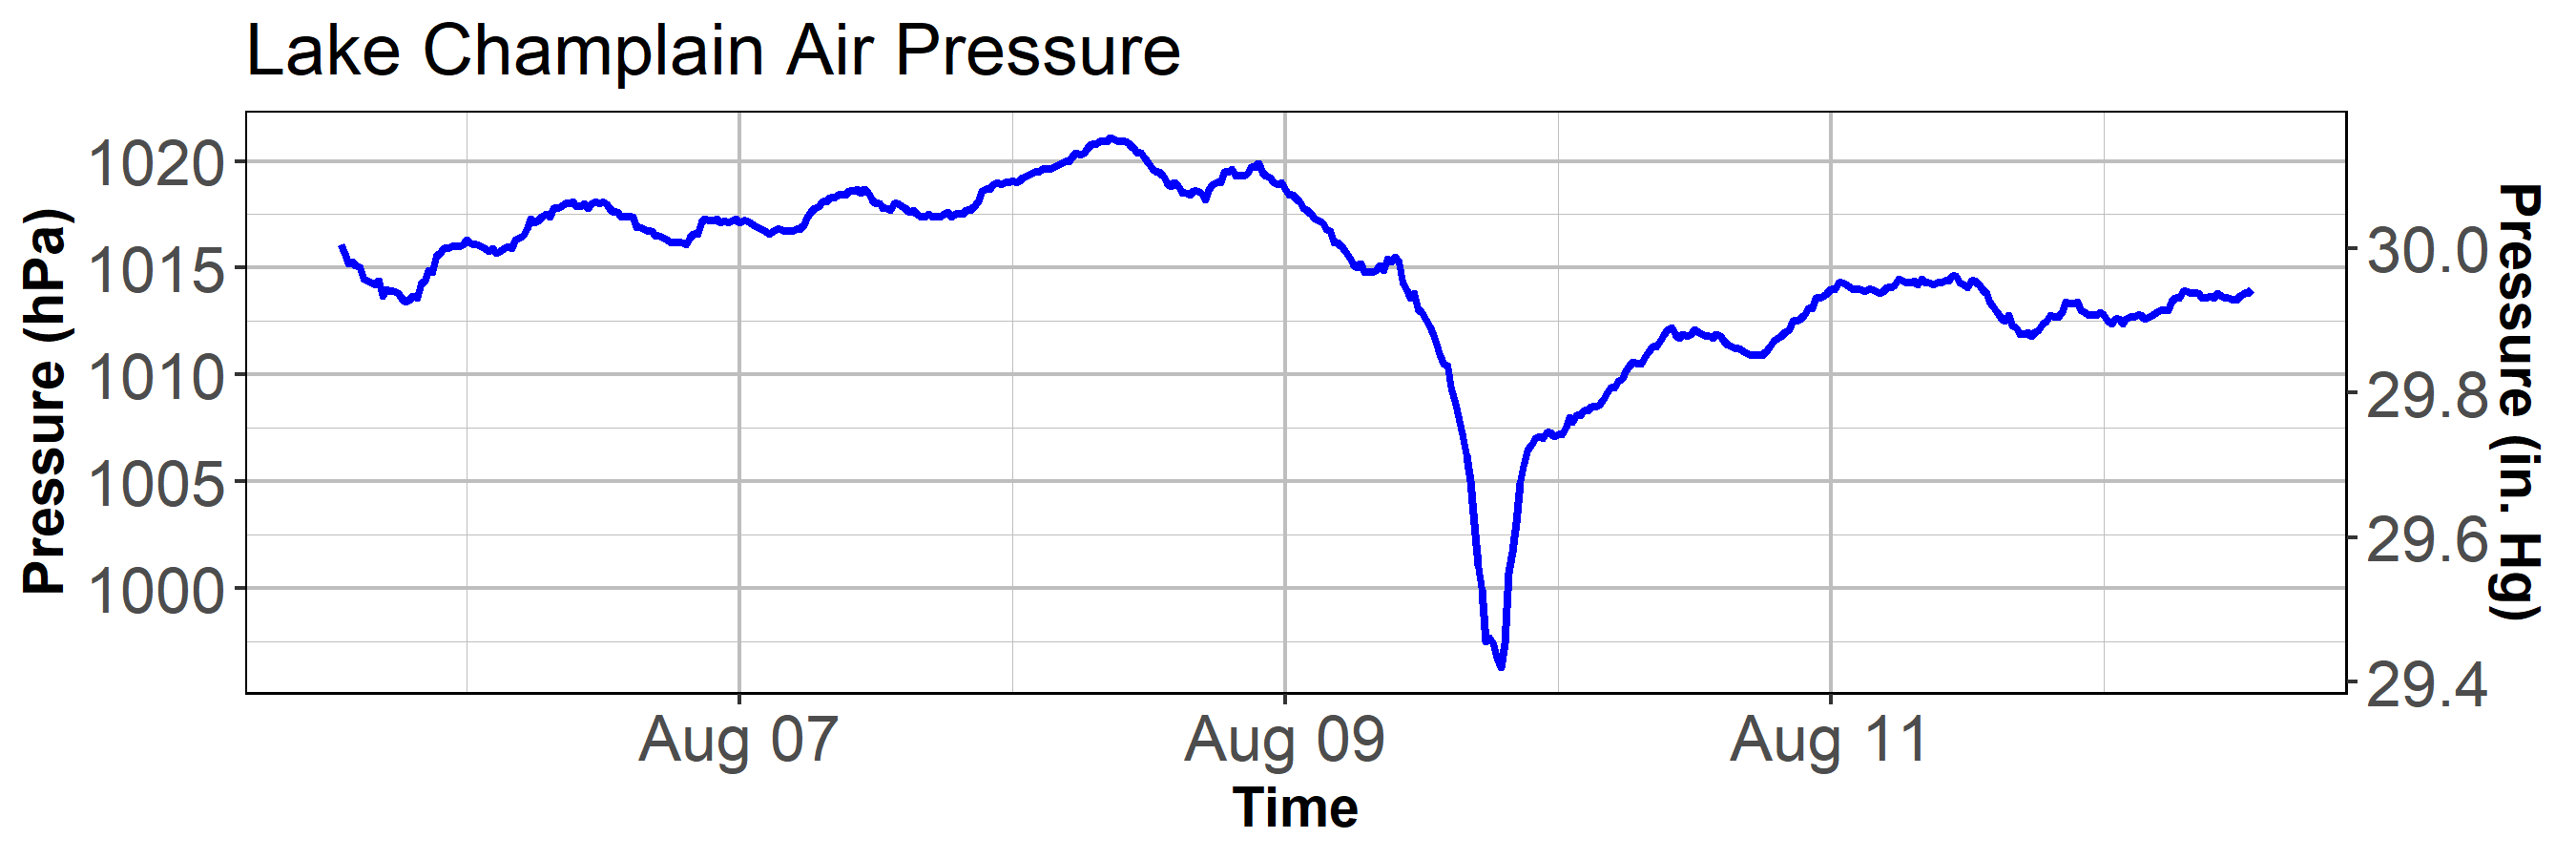 Lake Champlain Air Pressure
Pressure (hPa)
1020
1015
1010
1005
1000
30.0
29.8
29.6
29.4
Pressure (in. Hg)
Aug 07
Aug 09
Aug 11
Time